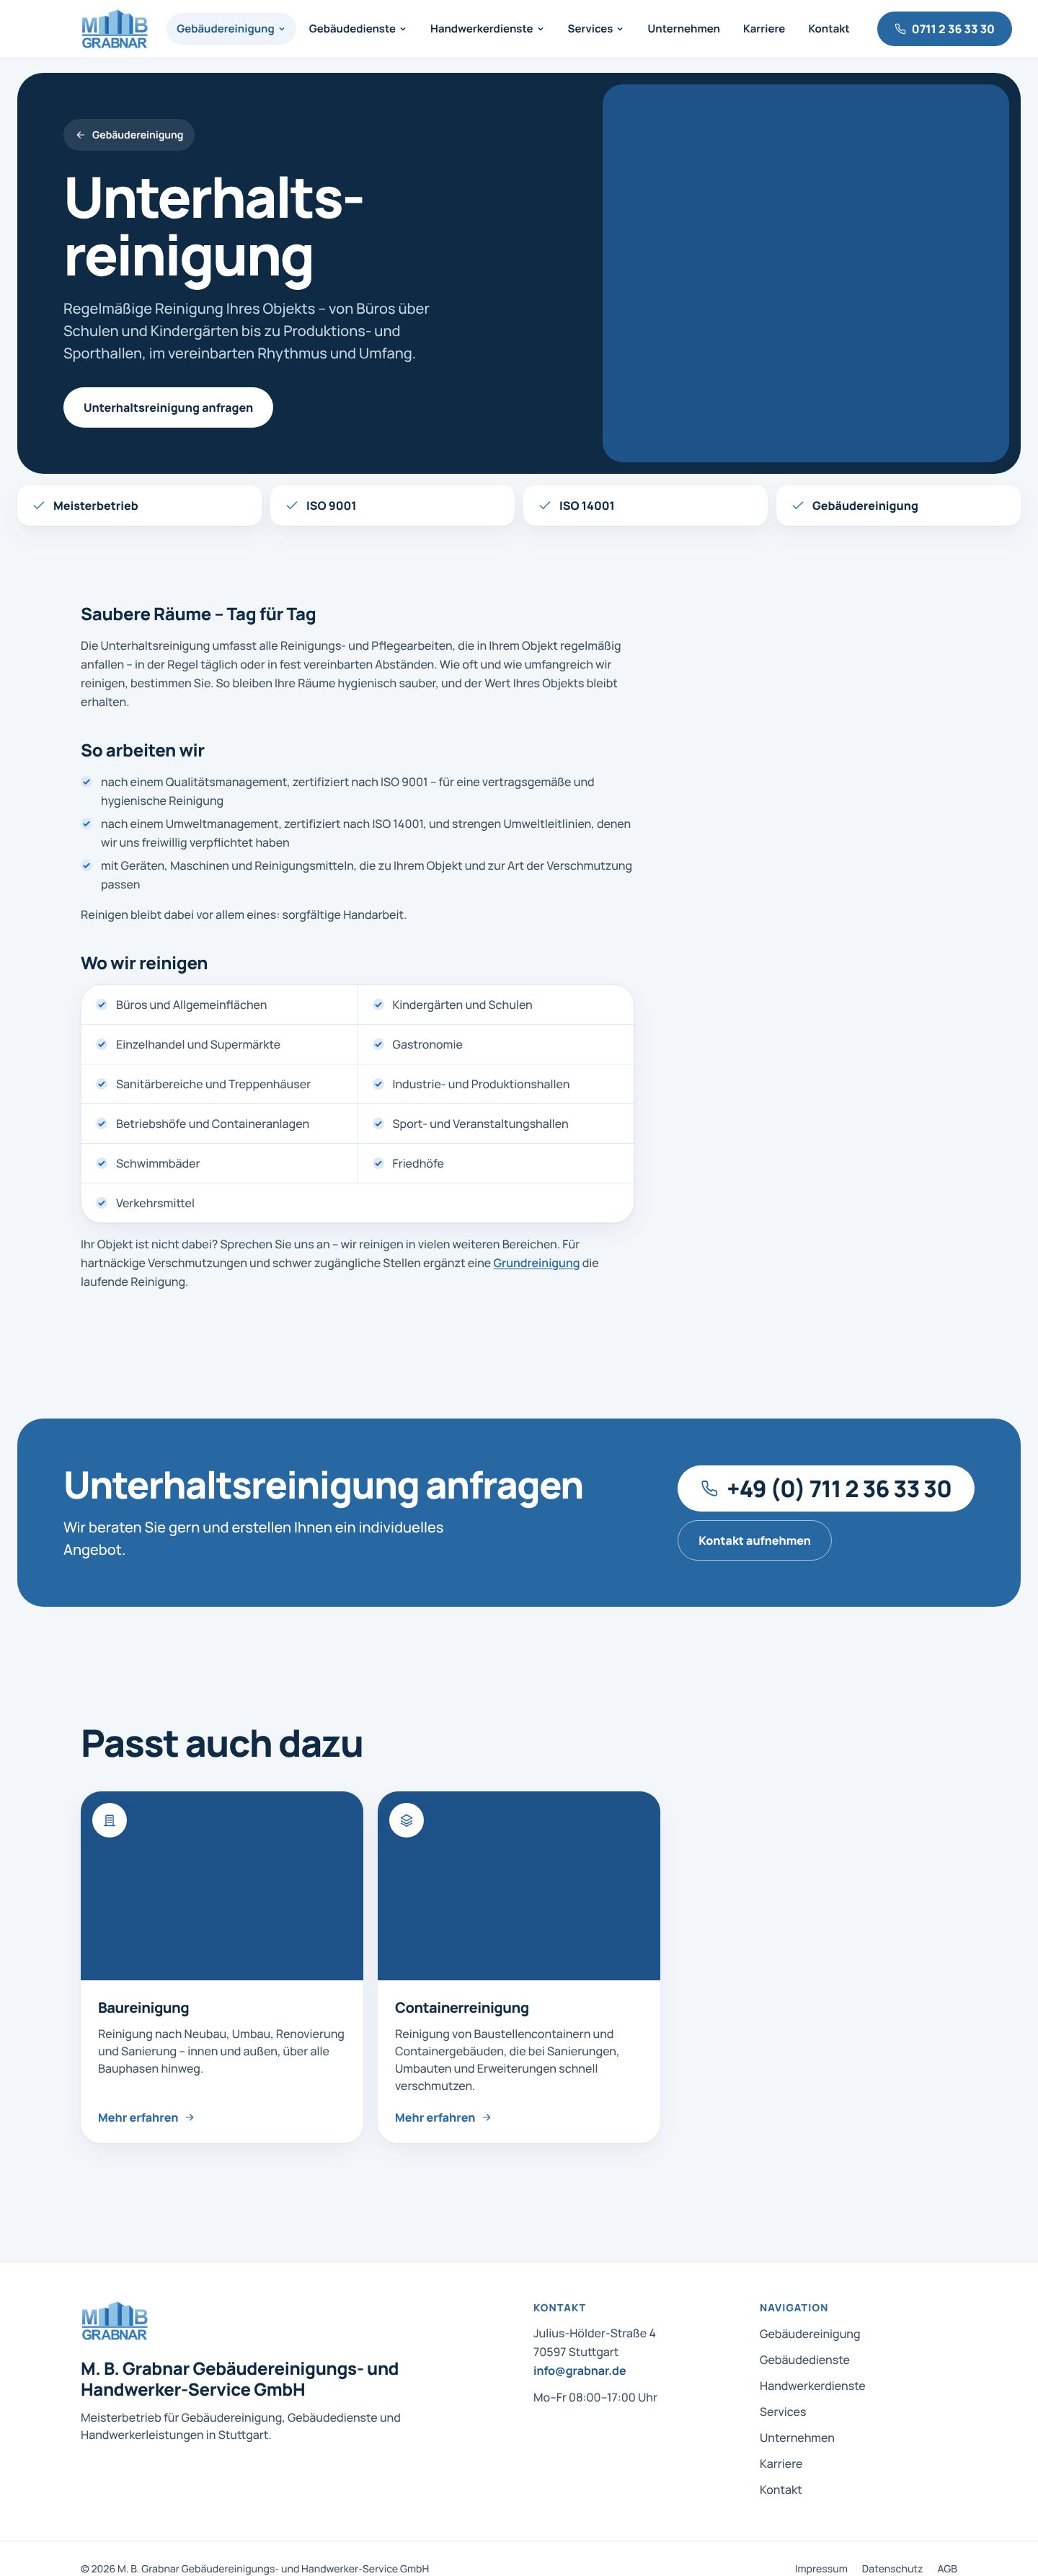 M B
GRABNAR
Gebäudereinigung
Gebäudedienste
Handwerkerdienste
Services
Unternehmen
Karriere
Kontakt
0711 2 36 33 30
Gebäudereinigung
Unterhalts-
reinigung
Regelmäßige Reinigung Ihres Objekts – von Büros über
Schulen und Kindergärten bis zu Produktions- und
Sporthallen, im vereinbarten Rhythmus und Umfang.
Unterhaltsreinigung anfragen
Meisterbetrieb
ISO 9001
ISO 14001
Gebäudereinigung
Saubere Räume – Tag für Tag
Die Unterhaltsreinigung umfasst alle Reinigungs- und Pflegearbeiten, die in Ihrem Objekt regelmäßig
anfallen – in der Regel täglich oder in fest vereinbarten Abständen. Wie oft und wie umfangreich wir
reinigen, bestimmen Sie. So bleiben Ihre Räume hygienisch sauber, und der Wert Ihres Objekts bleibt
erhalten.
So arbeiten wir
nach einem Qualitätsmanagement, zertifiziert nach ISO 9001 – für eine vertragsgemäße und
hygienische Reinigung
nach einem Umweltmanagement, zertifiziert nach ISO 14001, und strengen Umweltleitlinien, denen
wir uns freiwillig verpflichtet haben
mit Geräten, Maschinen und Reinigungsmitteln, die zu Ihrem Objekt und zur Art der Verschmutzung
passen
Reinigen bleibt dabei vor allem eines: sorgfältige Handarbeit.
Wo wir reinigen
Büros und Allgemeinflächen
Kindergärten und Schulen
Einzelhandel und Supermärkte
Gastronomie
Sanitärbereiche und Treppenhäuser
Industrie- und Produktionshallen
Betriebshöfe und Containeranlagen
Sport- und Veranstaltungshallen
Schwimmbäder
Friedhöfe
Verkehrsmittel
Ihr Objekt ist nicht dabei? Sprechen Sie uns an – wir reinigen in vielen weiteren Bereichen. Für
hartnäckige Verschmutzungen und schwer zugängliche Stellen ergänzt eine Grundreinigung die
laufende Reinigung.
Unterhaltsreinigung anfragen
Wir beraten Sie gern und erstellen Ihnen ein individuelles
Angebot.
+49 (0) 711 2 36 33 30
Kontakt aufnehmen
Passt auch dazu
Baureinigung
Reinigung nach Neubau, Umbau, Renovierung
und Sanierung – innen und außen, über alle
Bauphasen hinweg.
Mehr erfahren
Containerreinigung
Reinigung von Baustellencontainern und
Containergebäuden, die bei Sanierungen,
Umbauten und Erweiterungen schnell
verschmutzen.
Mehr erfahren
M B
GRABNAR
M. B. Grabnar Gebäudereinigungs- und
Handwerker-Service GmbH
Meisterbetrieb für Gebäudereinigung, Gebäudedienste und
Handwerkerleistungen in Stuttgart.
KONTAKT
Julius-Hölder-Straße 4
70597 Stuttgart
info@grabnar.de
Mo–Fr 08:00–17:00 Uhr
NAVIGATION
Gebäudereinigung
Gebäudedienste
Handwerkerdienste
Services
Unternehmen
Karriere
Kontakt
© 2026 M. B. Grabnar Gebäudereinigungs- und Handwerker-Service GmbH
Impressum
Datenschutz
AGB